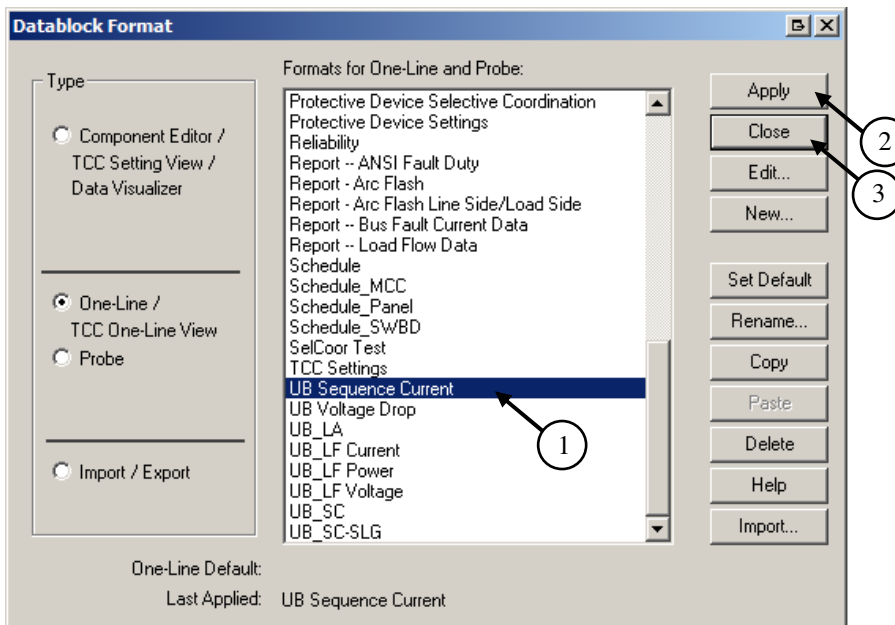 Datablock Format
Type
Component Editor /
TCC Setting View /
Data Visualizer
One-Line /
TCC One-Line View
Probe
Import / Export
Formats for One-Line and Probe:
Protective Device Selective Coordination
Protective Device Settings
Reliability
Report -- ANSI Fault Duty
Report - Arc Flash
Report - Arc Flash Line Side/Load Side
Report -- Bus Fault Current Data
Report -- Load Flow Data
Schedule
Schedule_MCC
Schedule_Panel
Schedule_SWBD
SelCoor Test
TCC Settings
UB Sequence Current
UB Voltage Drop
UB_LA
UB_LF Current
UB_LF Power
UB_LF Voltage
UB_SC
UB_SC-SLG
1
Apply
2
Close
3
Edit...
New...
Set Default
Rename...
Copy
Paste
Delete
Help
Import...
One-Line Default:
Last Applied: UB Sequence Current